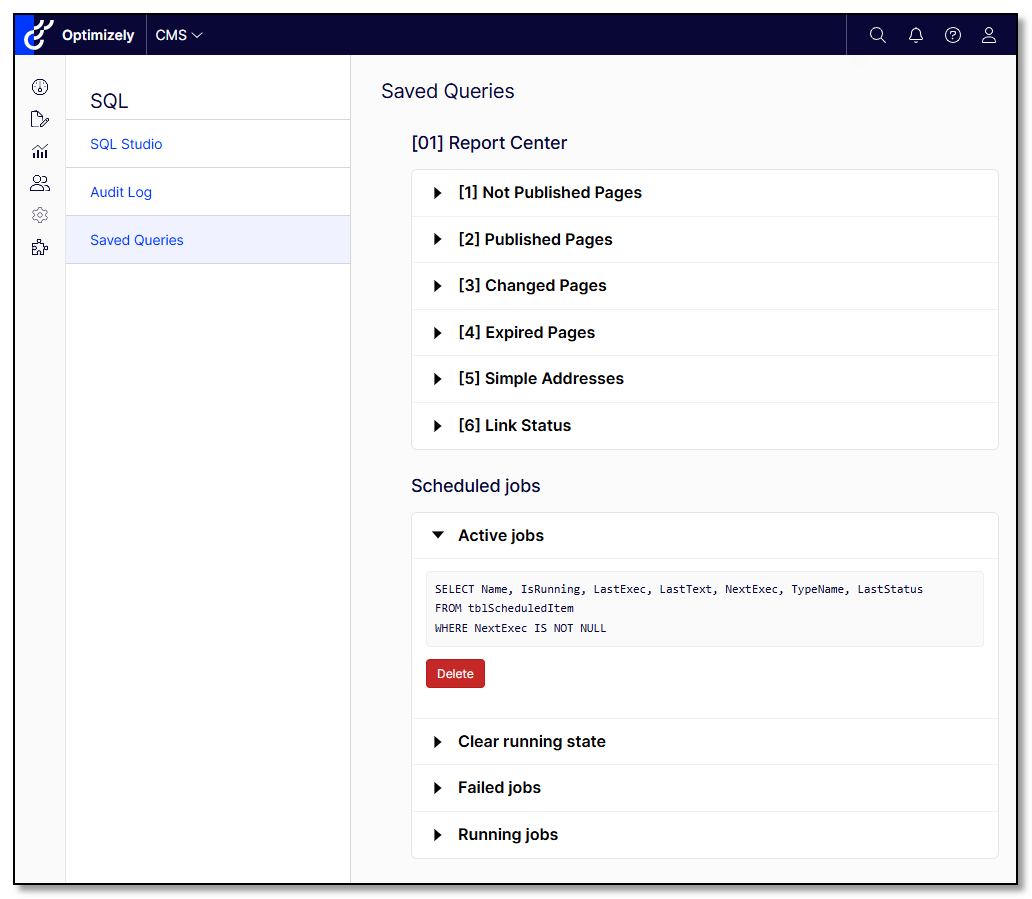 Optimizely
CMS
SQL
SQL Studio
Audit Log
Saved Queries
Saved Queries
[01] Report Center
[1] Not Published Pages
[2] Published Pages
[3] Changed Pages
[4] Expired Pages
[5] Simple Addresses
[6] Link Status
Scheduled jobs
Active jobs
SELECT Name, IsRunning, LastExec, LastText, NextExec, TypeName, LastStatus
FROM tblScheduledItem
WHERE NextExec IS NOT NULL
Delete
Clear running state
Failed jobs
Running jobs